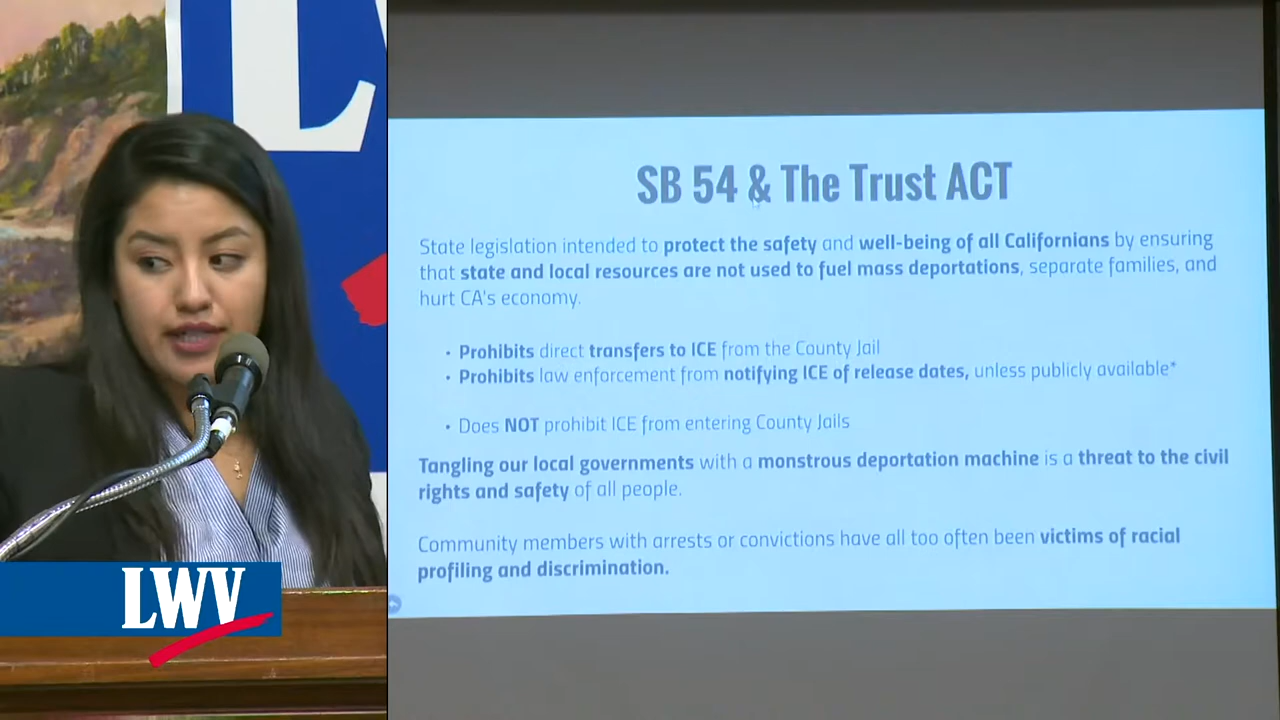 LW
LWV
SB 54 & The Trust ACT
State legislation intended to protect the safety and well-being of all Californians by ensuring
that state and local resources are not used to fuel mass deportations, separate families, and
hurt CA's economy.
• Prohibits direct transfers to ICE from the County Jail
• Prohibits law enforcement from notifying ICE of release dates, unless publicly available*
• Does NOT prohibit ICE from entering County Jails
Tangling our local governments with a monstrous deportation machine is a threat to the civil
rights and safety of all people.
Community members with arrests or convictions have all too often been victims of racial
profiling and discrimination.